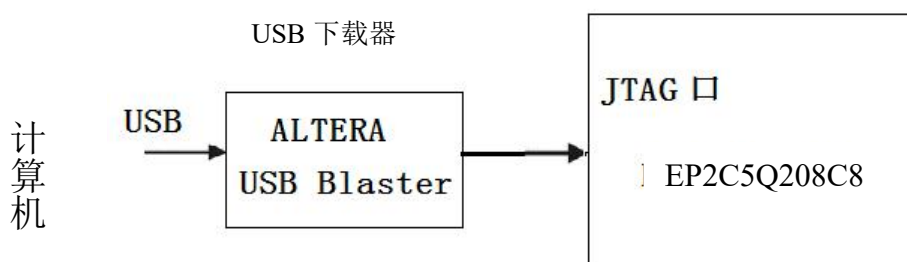 USB 下载器
JTAG 口
USB
ALTERA
USB Blaster
计算机
EP2C5Q208C8